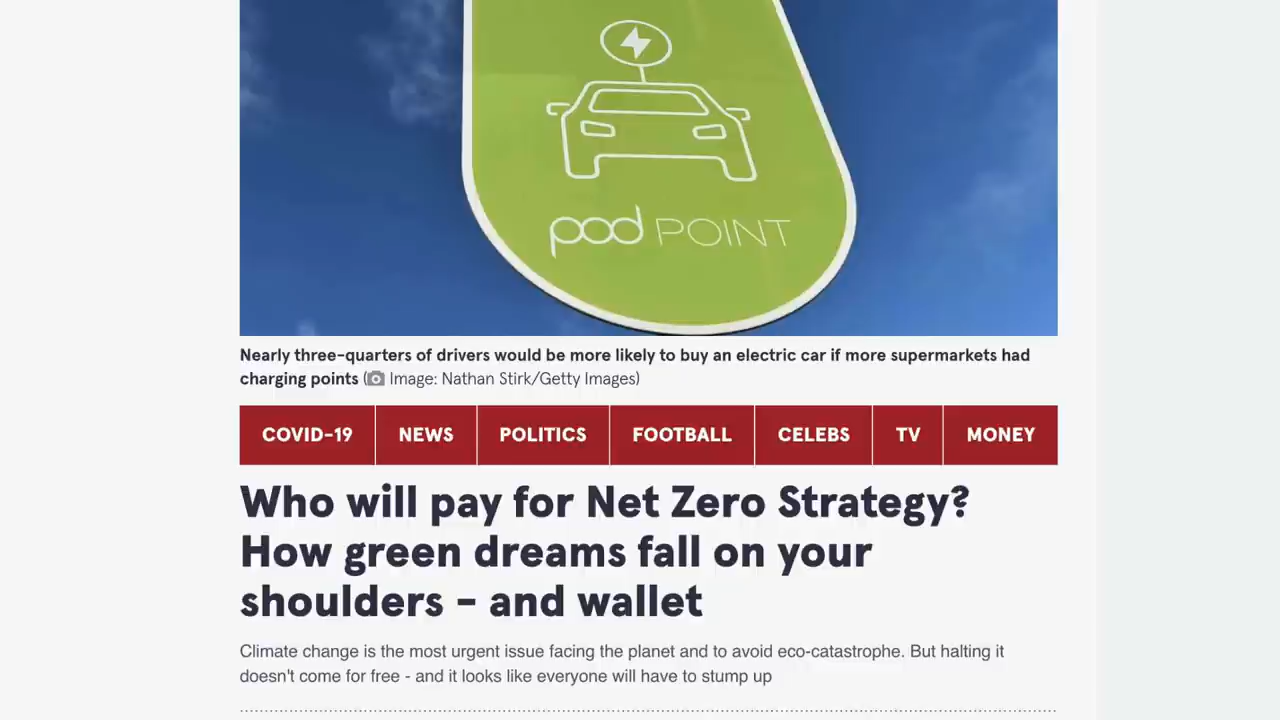 pod POINT
Nearly three-quarters of drivers would be more likely to buy an electric car if more supermarkets had
charging points (Image: Nathan Stirk/Getty Images)
COVID-19 NEWS POLITICS FOOTBALL CELEBS TV MONEY
Who will pay for Net Zero Strategy?
How green dreams fall on your
shoulders - and wallet
Climate change is the most urgent issue facing the planet and to avoid eco-catastrophe. But halting it
doesn't come for free - and it looks like everyone will have to stump up